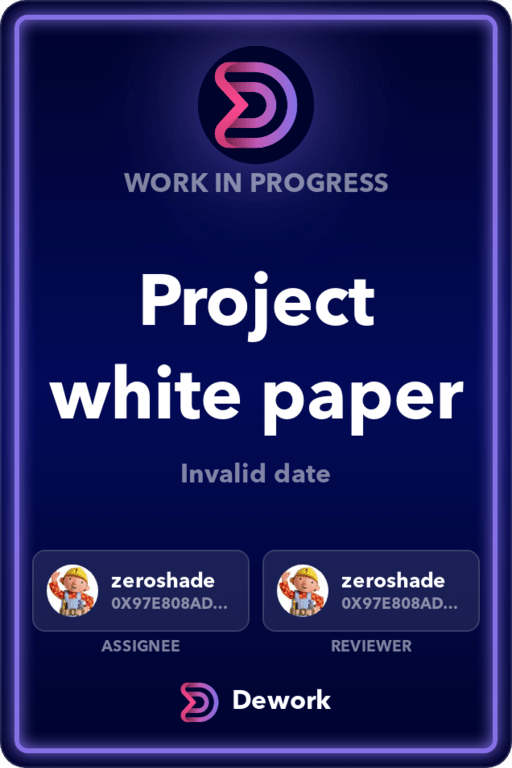 WORK IN PROGRESS
Project
white paper
Invalid date
zeroshade
0X97E808AD...
zeroshade
0X97E808AD...
ASSIGNEE
REVIEWER
Dework